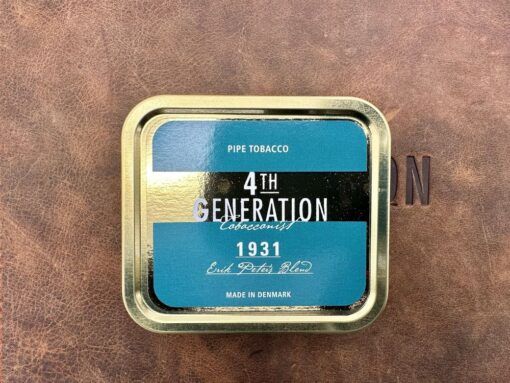 PIPE TOBACCO
4TH
GENERATION
Tobacconist
1931
Erik Peter's Blend
MADE IN DENMARK